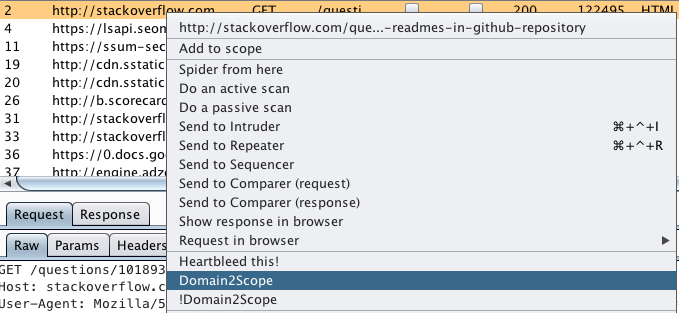 2 http://stackoverflow.com GET /questi 200 122495 HTML
http://stackoverflow.com/que...-readmes-in-github-repository
4 https://lsapi.seon
Add to scope
11 https://ssum-sec
Spider from here
19 http://cdn.sstatic
Do an active scan
20 http://cdn.sstatic
Do a passive scan
26 http://b.scorecard
Send to Intruder ⌘+^+I
31 http://stackoverfl
Send to Repeater ⌘+^+R
33 http://stackoverfl
Send to Sequencer
36 https://0.docs.goo
Send to Comparer (request)
37 http://engine.adze
Send to Comparer (response)
Request Response
Show response in browser
Request in browser
Raw Params Headers
Heartbleed this!
GET /questions/101893
Domain2Scope
Host: stackoverflow.c
!Domain2Scope
User-Agent: Mozilla/5